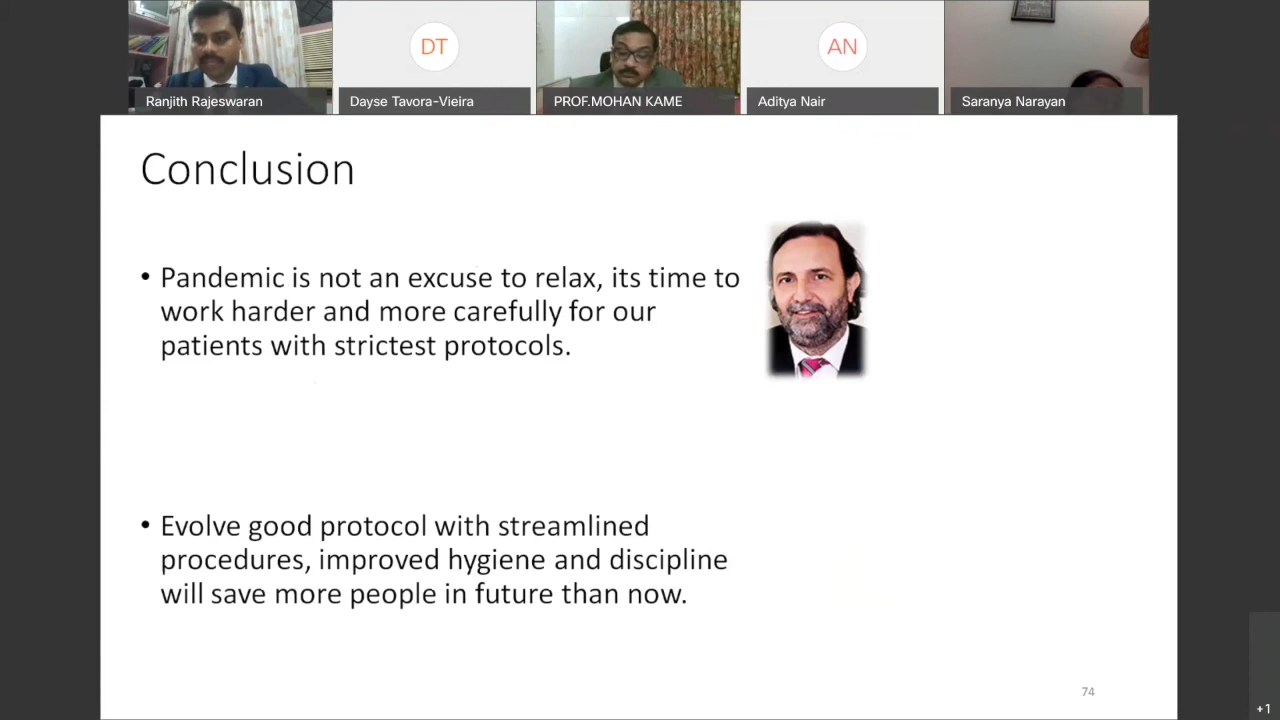 DT
AN
Ranjith Rajeswaran
Dayse Tavora-Vieira
PROF.MOHAN KAME
Aditya Nair
Saranya Narayan
Conclusion
• Pandemic is not an excuse to relax, its time to
work harder and more carefully for our
patients with strictest protocols.
• Evolve good protocol with streamlined
procedures, improved hygiene and discipline
will save more people in future than now.
74
+1